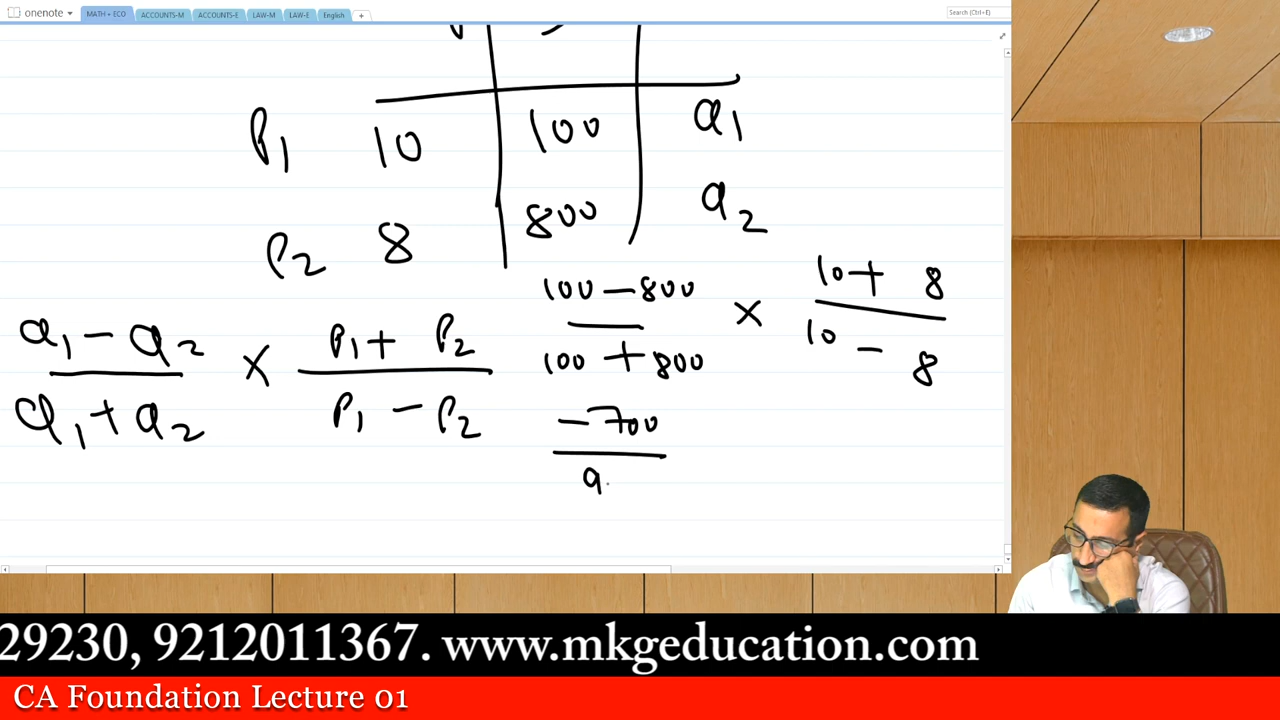 onenote MATH + ECO ACCOUNTS-M ACCOUNTS-E LAW-M LAW-E English + Search (Ctrl+E)
P1 10 100 Q1
P2 8 800 Q2
100 - 800 × 10 + 8
100 + 800 10 - 8
Q1 - Q2 × P1 + P2
Q1 + Q2 P1 - P2
- 700
9
29230, 9212011367. www.mkgeducation.com
CA Foundation Lecture 01